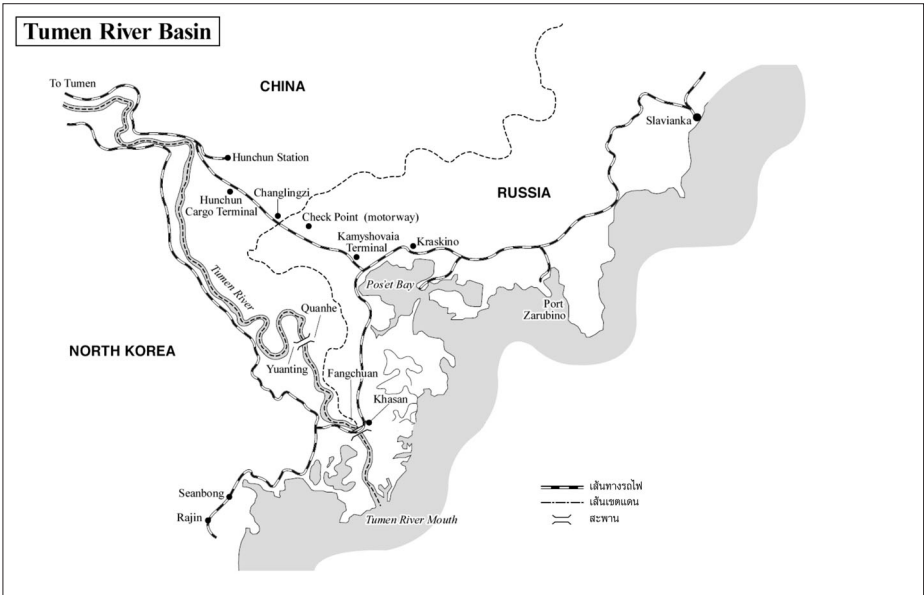 Tumen River Basin
To Tumen
CHINA
Slavianka
Hunchun Station
RUSSIA
Hunchun
Cargo Terminal
Changlingzi
Check Point (motorway)
Kamyshovaia
Terminal
Kraskino
Pos'et Bay
Port
Zarubino
Tumen River
Quanhe
NORTH KOREA
Yuanting
Fangchuan
Khasan
Seanbong
Rajin
Tumen River Mouth
เส้นทางรถไฟ
เส้นเขตแดน
สะพาน